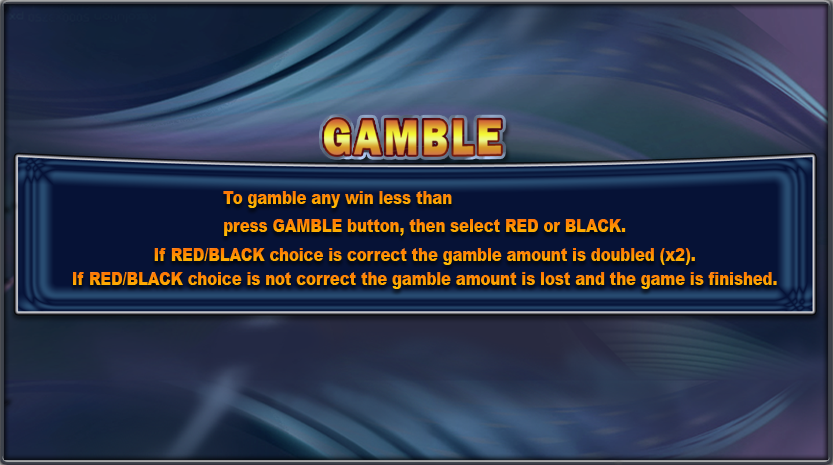 GAMBLE
To gamble any win less than
press GAMBLE button, then select RED or BLACK.
If RED/BLACK choice is correct the gamble amount is doubled (x2).
If RED/BLACK choice is not correct the gamble amount is lost and the game is finished.